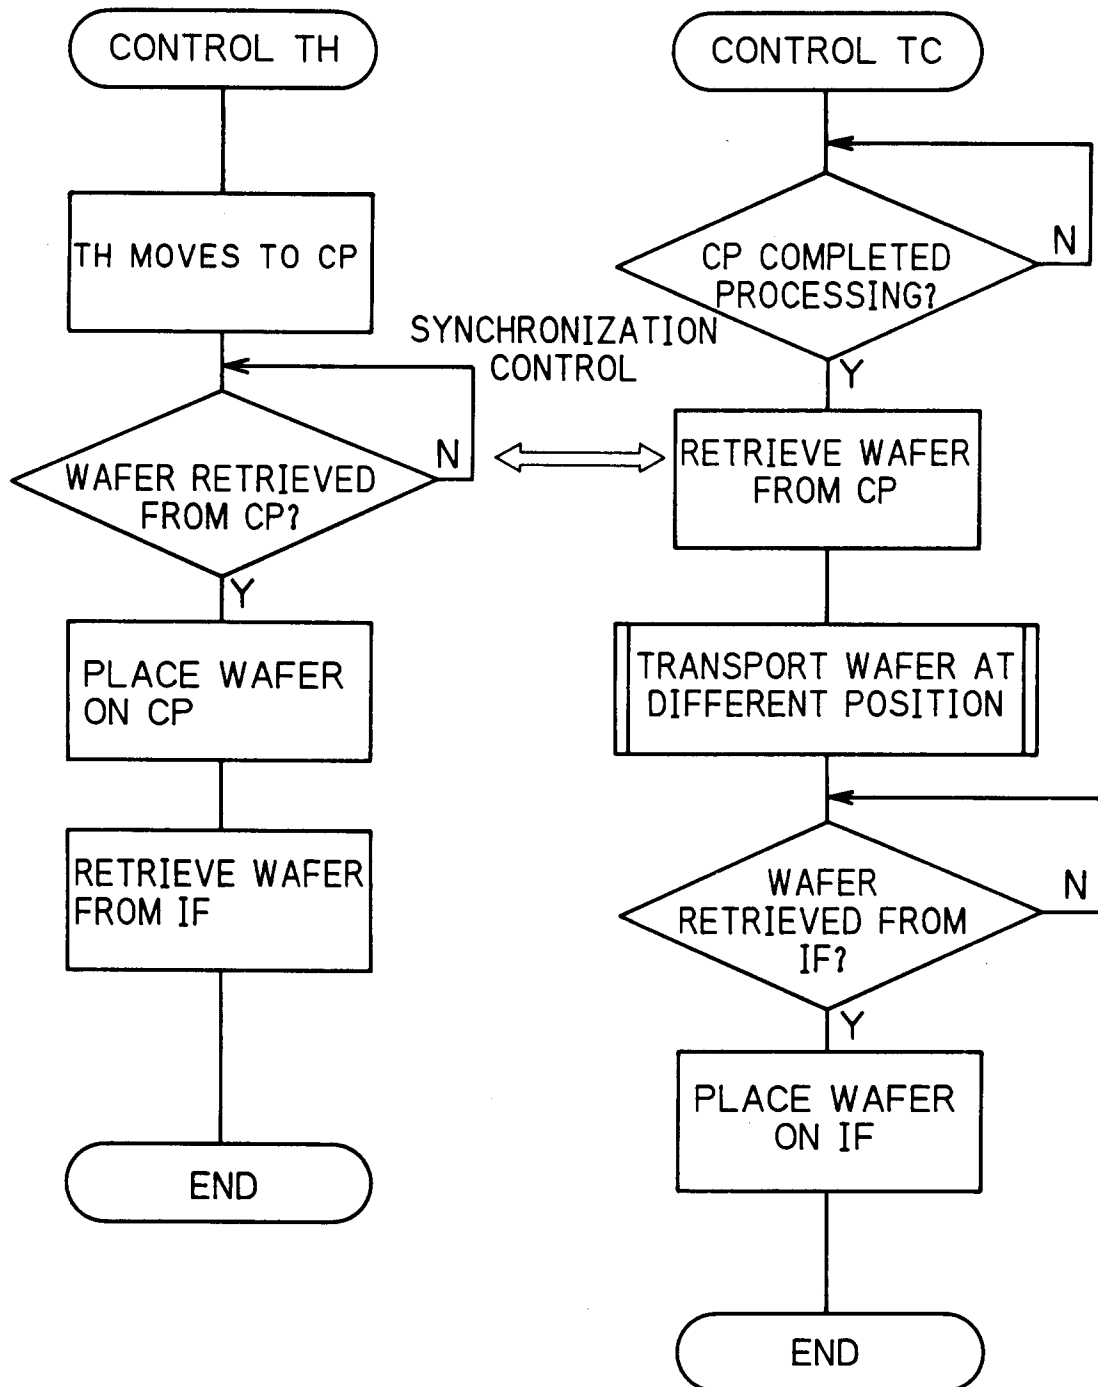 CONTROL TH
TH MOVES TO CP
WAFER RETRIEVED
FROM CP?
N
Y
PLACE WAFER
ON CP
RETRIEVE WAFER
FROM IF
END
SYNCHRONIZATION
CONTROL
CONTROL TC
CP COMPLETED
PROCESSING?
N
Y
RETRIEVE WAFER
FROM CP
TRANSPORT WAFER AT
DIFFERENT POSITION
WAFER
RETRIEVED FROM
IF?
N
Y
PLACE WAFER
ON IF
END